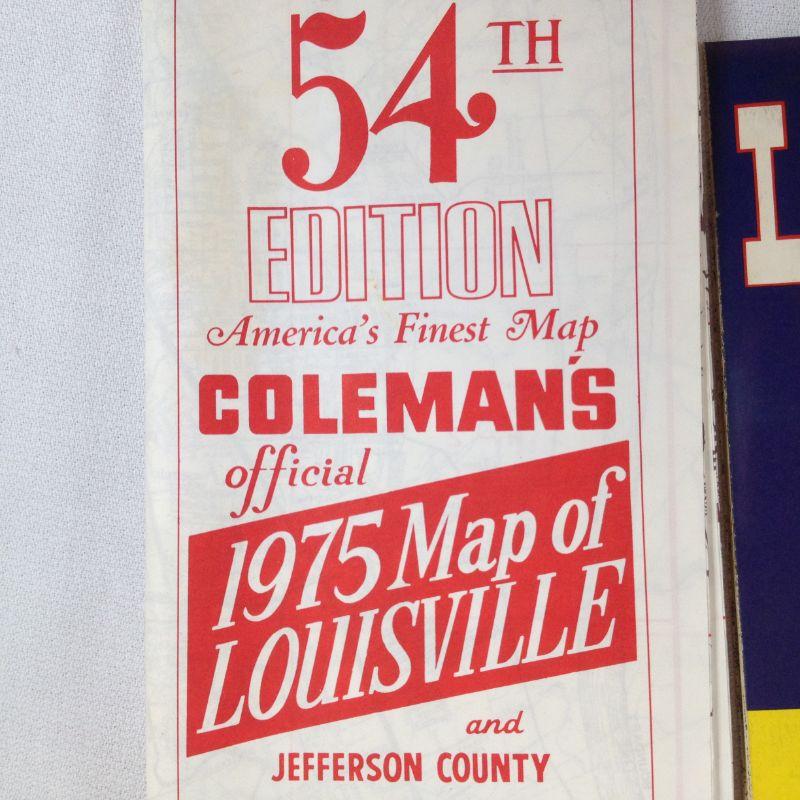 54TH
EDITION
America's Finest Map
COLEMAN'S
official
1975 Map of
LOUISVILLE
and
JEFFERSON COUNTY
L